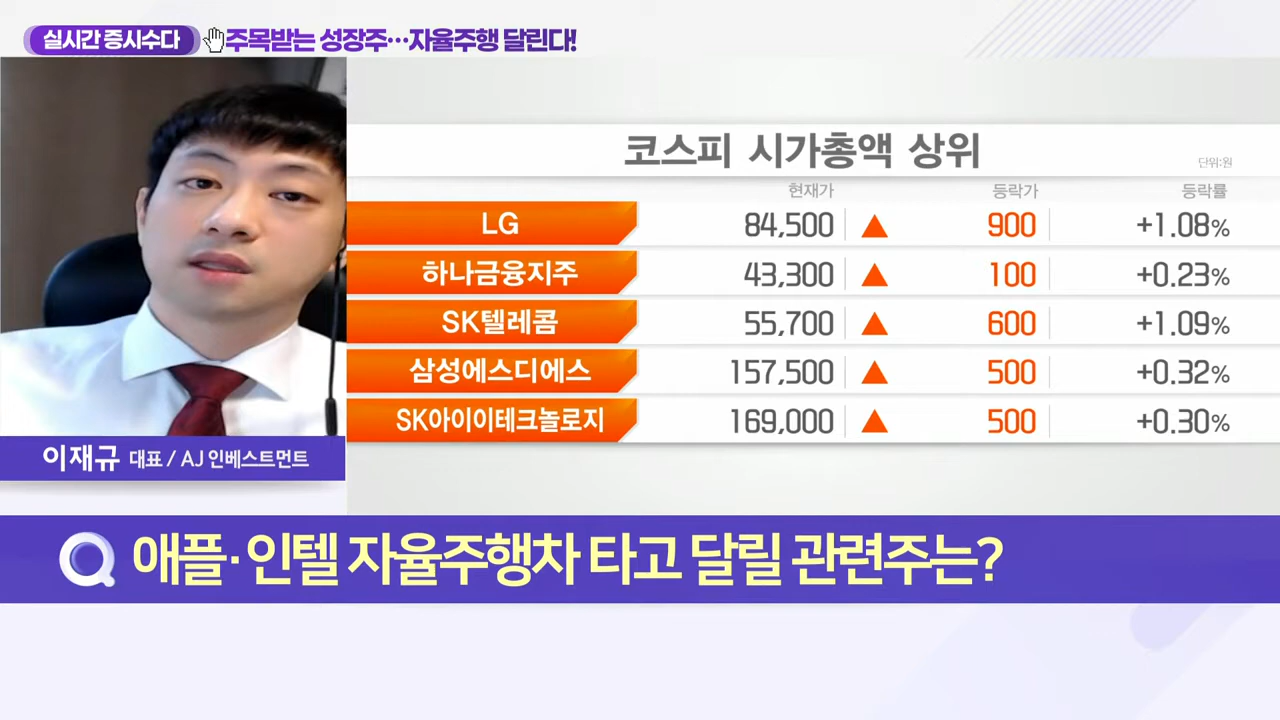 실시간 증시수다 주목받는 성장주…자율주행 달린다!
코스피 시가총액 상위
단위:원
현재가 등락가 등락률
LG 84,500 ▲ 900 +1.08%
하나금융지주 43,300 ▲ 100 +0.23%
SK텔레콤 55,700 ▲ 600 +1.09%
삼성에스디에스 157,500 ▲ 500 +0.32%
SK아이이테크놀로지 169,000 ▲ 500 +0.30%
이재규 대표 / AJ 인베스트먼트
Q 애플·인텔 자율주행차 타고 달릴 관련주는?